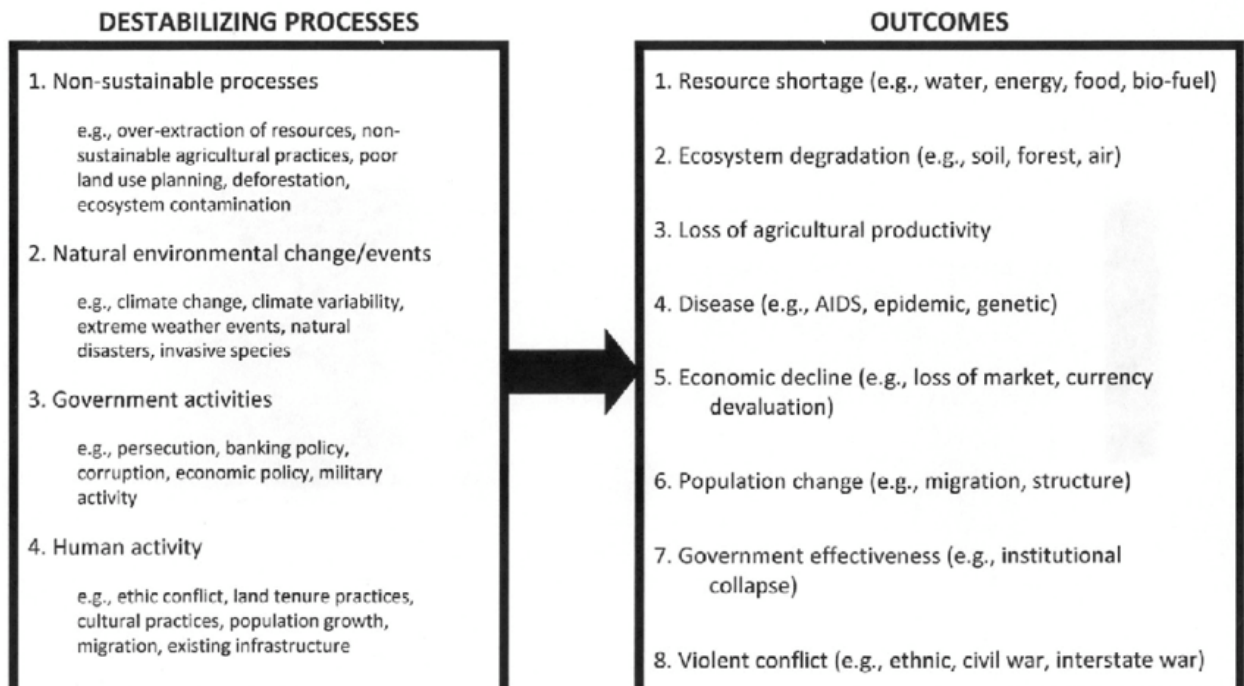 DESTABILIZING PROCESSES
1. Non-sustainable processes
e.g., over-extraction of resources, non-
sustainable agricultural practices, poor
land use planning, deforestation,
ecosystem contamination
2. Natural environmental change/events
e.g., climate change, climate variability,
extreme weather events, natural
disasters, invasive species
3. Government activities
e.g., persecution, banking policy,
corruption, economic policy, military
activity
4. Human activity
e.g., ethic conflict, land tenure practices,
cultural practices, population growth,
migration, existing infrastructure
OUTCOMES
1. Resource shortage (e.g., water, energy, food, bio-fuel)
2. Ecosystem degradation (e.g., soil, forest, air)
3. Loss of agricultural productivity
4. Disease (e.g., AIDS, epidemic, genetic)
5. Economic decline (e.g., loss of market, currency
devaluation)
6. Population change (e.g., migration, structure)
7. Government effectiveness (e.g., institutional
collapse)
8. Violent conflict (e.g., ethnic, civil war, interstate war)